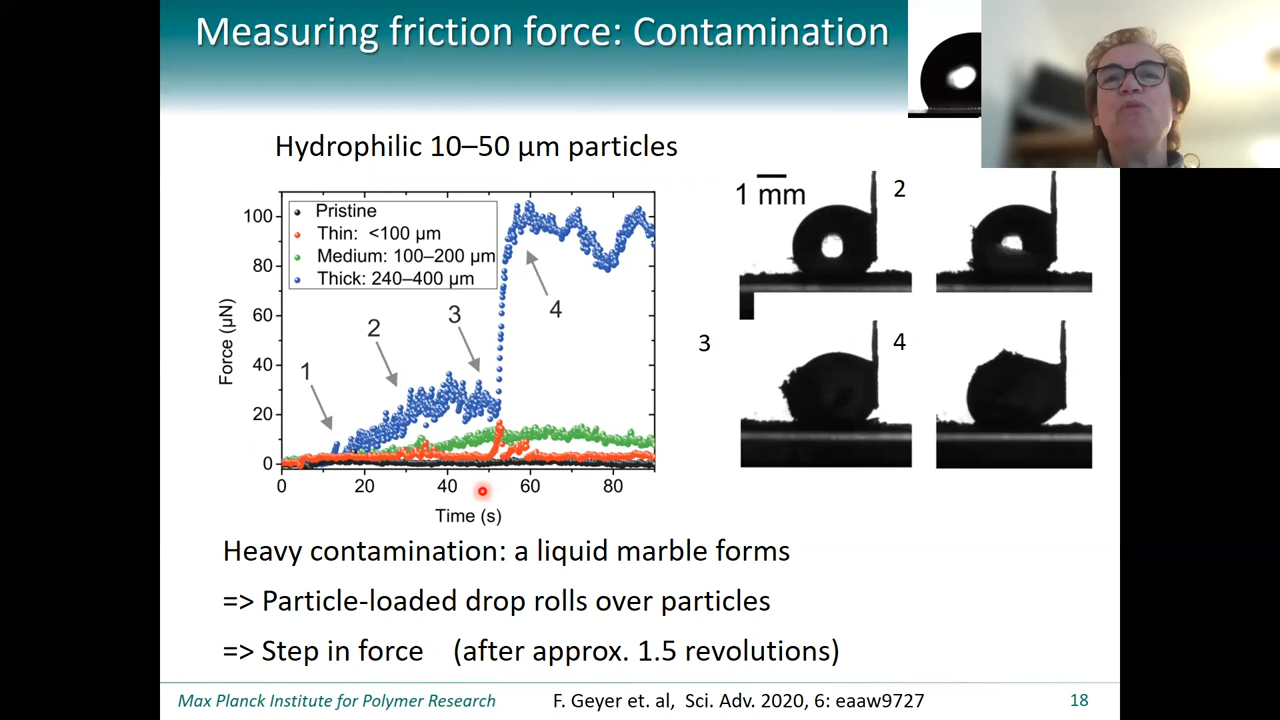 Measuring friction force: Contamination
Hydrophilic 10–50 µm particles
Pristine
Thin: <100 µm
Medium: 100–200 µm
Thick: 240–400 µm
100
80
60
40
20
0
Force (µN)
1
2
3
4
0
20
40
60
80
Time (s)
1 mm
2
3
4
Heavy contamination: a liquid marble forms
=> Particle-loaded drop rolls over particles
=> Step in force (after approx. 1.5 revolutions)
Max Planck Institute for Polymer Research
F. Geyer et. al, Sci. Adv. 2020, 6: eaaw9727
18